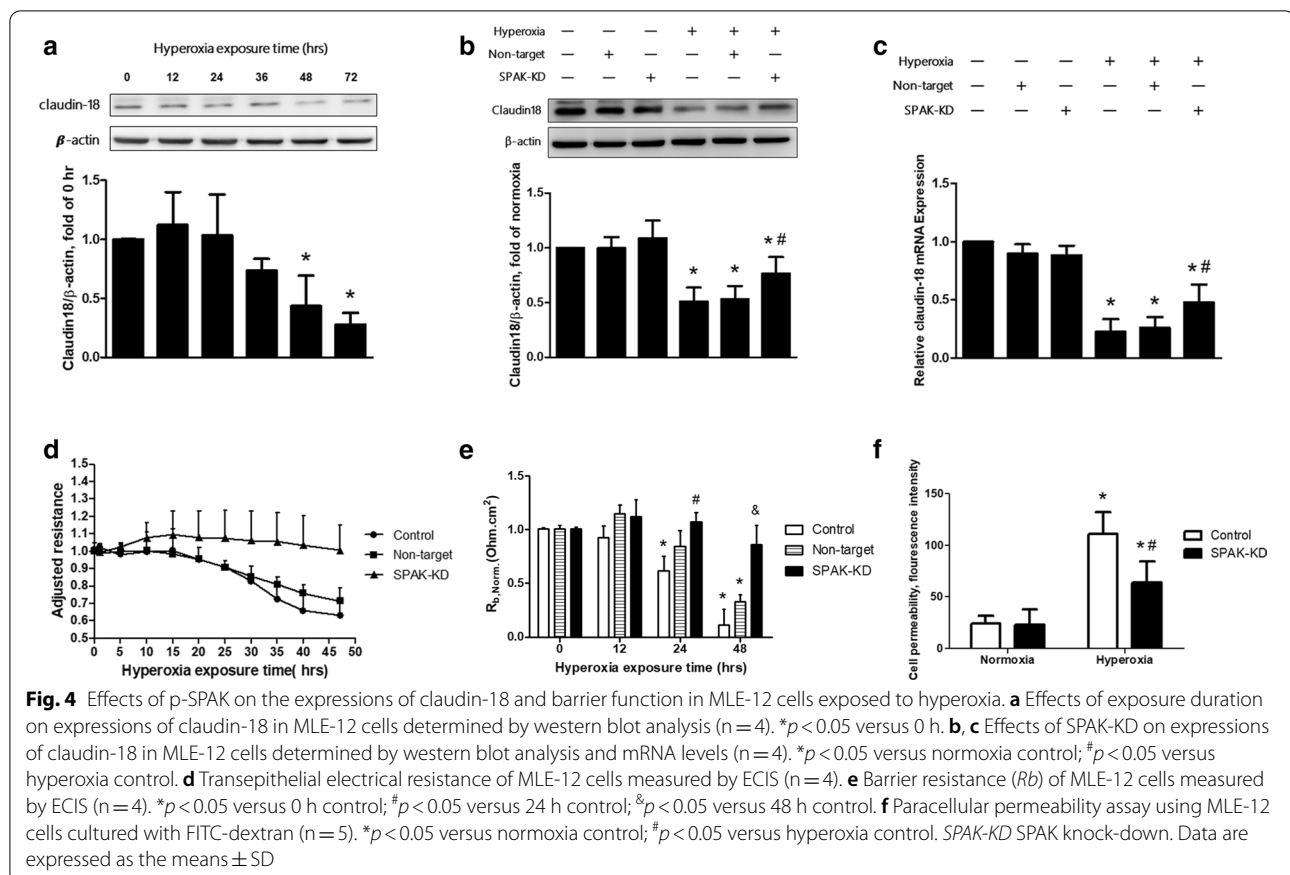 a
Hyperoxia exposure time (hrs)
0 12 24 36 48 72
claudin-18
β-actin
Claudin18/β-actin, fold of 0 hr
1.5
1.0
0.5
0.0
*
*
b
Hyperoxia — — — + + +
Non-target — + — — + —
SPAK-KD — — + — — +
Claudin18
β-actin
Claudin18/β-actin, fold of normoxia
1.5
1.0
0.5
0.0
*
*
* #
c
Hyperoxia — — — + + +
Non-target — + — — + —
SPAK-KD — — + — — +
Relative claudin-18 mRNA Expression
1.5
1.0
0.5
0.0
*
*
* #
d
Adjusted resistance
1.5
1.4
1.3
1.2
1.1
1.0
0.9
0.8
0.7
0.6
0.5
0 5 10 15 20 25 30 35 40 45 50
Hyperoxia exposure time( hrs)
Control
Non-target
SPAK-KD
e
Rb,Norm.(Ohm.cm²)
1.5
1.0
0.5
0.0
*
#
*
*
&
0 12 24 48
Hyperoxia exposure time (hrs)
Control
Non-target
SPAK-KD
f
Cell permeability, flourescence intensity
150
100
50
0
*
* #
Normoxia Hyperoxia
Control
SPAK-KD
Fig. 4 Effects of p-SPAK on the expressions of claudin-18 and barrier function in MLE-12 cells exposed to hyperoxia. a Effects of exposure duration
on expressions of claudin-18 in MLE-12 cells determined by western blot analysis (n = 4). *p < 0.05 versus 0 h. b, c Effects of SPAK-KD on expressions
of claudin-18 in MLE-12 cells determined by western blot analysis and mRNA levels (n = 4). *p < 0.05 versus normoxia control; #p < 0.05 versus
hyperoxia control. d Transepithelial electrical resistance of MLE-12 cells measured by ECIS (n = 4). e Barrier resistance (Rb) of MLE-12 cells measured
by ECIS (n = 4). *p < 0.05 versus 0 h control; #p < 0.05 versus 24 h control; &p < 0.05 versus 48 h control. f Paracellular permeability assay using MLE-12
cells cultured with FITC-dextran (n = 5). *p < 0.05 versus normoxia control; #p < 0.05 versus hyperoxia control. SPAK-KD SPAK knock-down. Data are
expressed as the means ± SD